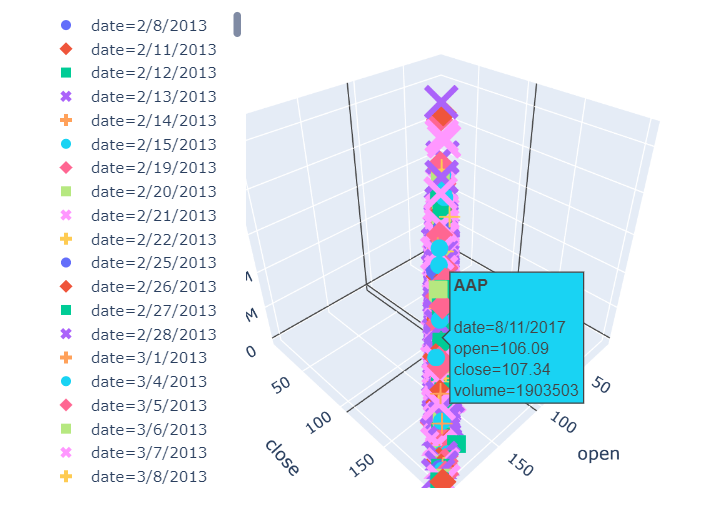 date=2/8/2013
date=2/11/2013
date=2/12/2013
date=2/13/2013
date=2/14/2013
date=2/15/2013
date=2/19/2013
date=2/20/2013
date=2/21/2013
date=2/22/2013
date=2/25/2013
date=2/26/2013
date=2/27/2013
date=2/28/2013
date=3/1/2013
date=3/4/2013
date=3/5/2013
date=3/6/2013
date=3/7/2013
date=3/8/2013
M
M
0
50
100
150
close
AAP
date=8/11/2017
open=106.09
close=107.34
volume=1903503
50
100
150
open